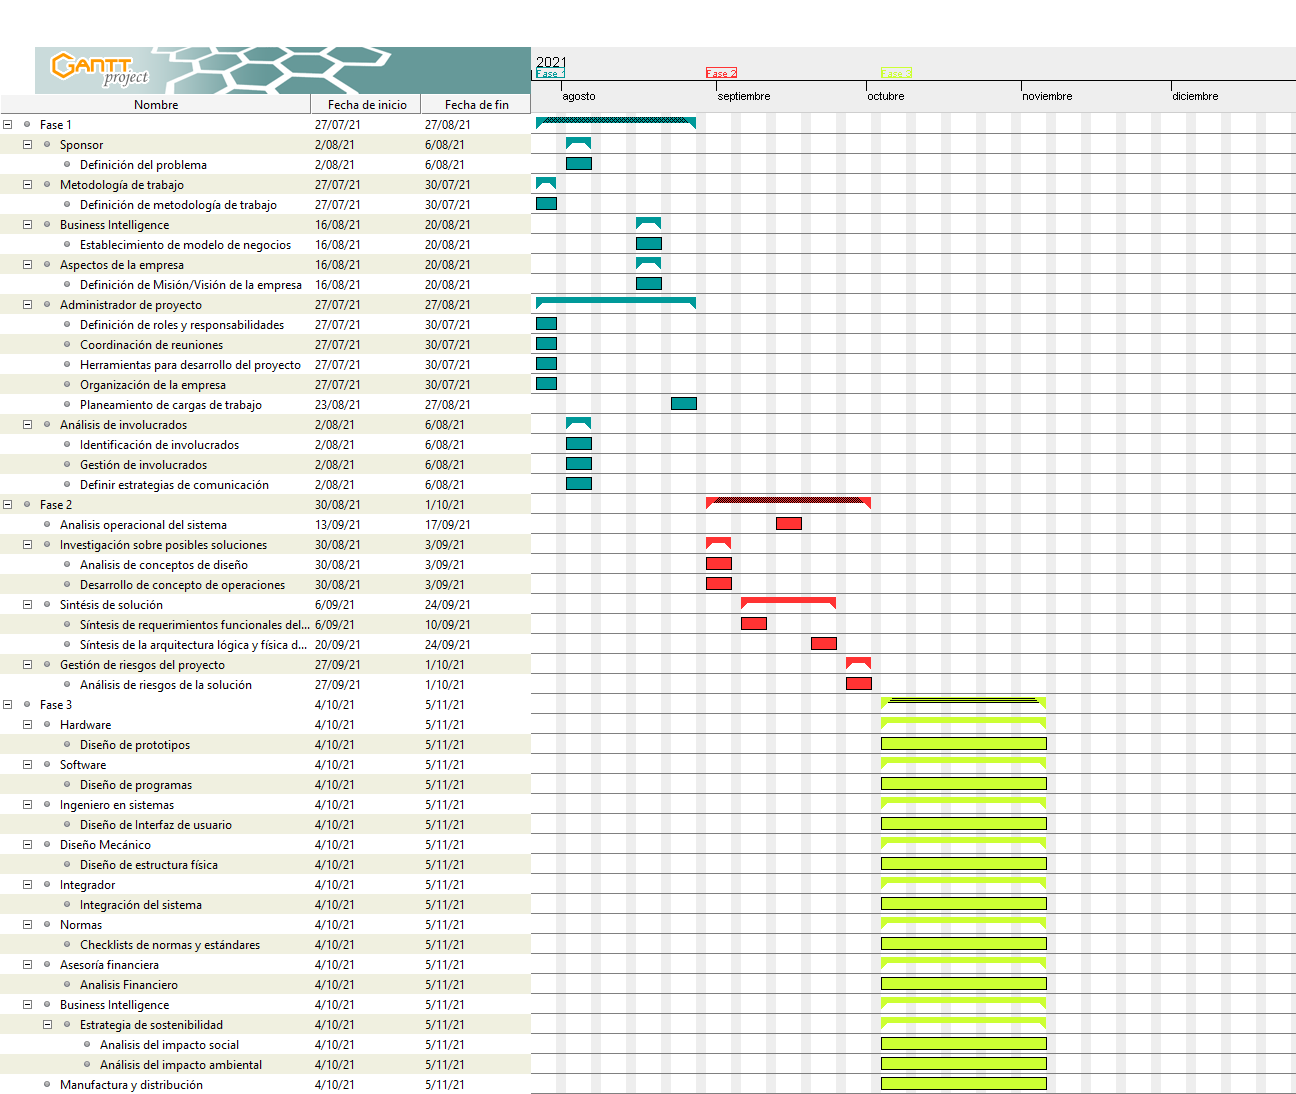 GANTT
project
2021
Fase 1
Fase 2
Fase 3
Nombre Fecha de inicio Fecha de fin
agosto septiembre octubre noviembre diciembre
Fase 1 27/07/21 27/08/21
Sponsor 2/08/21 6/08/21
Definición del problema 2/08/21 6/08/21
Metodología de trabajo 27/07/21 30/07/21
Definición de metodología de trabajo 27/07/21 30/07/21
Business Intelligence 16/08/21 20/08/21
Establecimiento de modelo de negocios 16/08/21 20/08/21
Aspectos de la empresa 16/08/21 20/08/21
Definición de Misión/Visión de la empresa 16/08/21 20/08/21
Administrador de proyecto 27/07/21 27/08/21
Definición de roles y responsabilidades 27/07/21 30/07/21
Coordinación de reuniones 27/07/21 30/07/21
Herramientas para desarrollo del proyecto 27/07/21 30/07/21
Organización de la empresa 27/07/21 30/07/21
Planeamiento de cargas de trabajo 23/08/21 27/08/21
Análisis de involucrados 2/08/21 6/08/21
Identificación de involucrados 2/08/21 6/08/21
Gestión de involucrados 2/08/21 6/08/21
Definir estrategias de comunicación 2/08/21 6/08/21
Fase 2 30/08/21 1/10/21
Analisis operacional del sistema 13/09/21 17/09/21
Investigación sobre posibles soluciones 30/08/21 3/09/21
Analisis de conceptos de diseño 30/08/21 3/09/21
Desarrollo de concepto de operaciones 30/08/21 3/09/21
Sintésis de solución 6/09/21 24/09/21
Síntesis de requerimientos funcionales del... 6/09/21 10/09/21
Síntesis de la arquitectura lógica y física d... 20/09/21 24/09/21
Gestión de riesgos del proyecto 27/09/21 1/10/21
Análisis de riesgos de la solución 27/09/21 1/10/21
Fase 3 4/10/21 5/11/21
Hardware 4/10/21 5/11/21
Diseño de prototipos 4/10/21 5/11/21
Software 4/10/21 5/11/21
Diseño de programas 4/10/21 5/11/21
Ingeniero en sistemas 4/10/21 5/11/21
Diseño de Interfaz de usuario 4/10/21 5/11/21
Diseño Mecánico 4/10/21 5/11/21
Diseño de estructura física 4/10/21 5/11/21
Integrador 4/10/21 5/11/21
Integración del sistema 4/10/21 5/11/21
Normas 4/10/21 5/11/21
Checklists de normas y estándares 4/10/21 5/11/21
Asesoría financiera 4/10/21 5/11/21
Analisis Financiero 4/10/21 5/11/21
Business Intelligence 4/10/21 5/11/21
Estrategia de sostenibilidad 4/10/21 5/11/21
Analisis del impacto social 4/10/21 5/11/21
Análisis del impacto ambiental 4/10/21 5/11/21
Manufactura y distribución 4/10/21 5/11/21